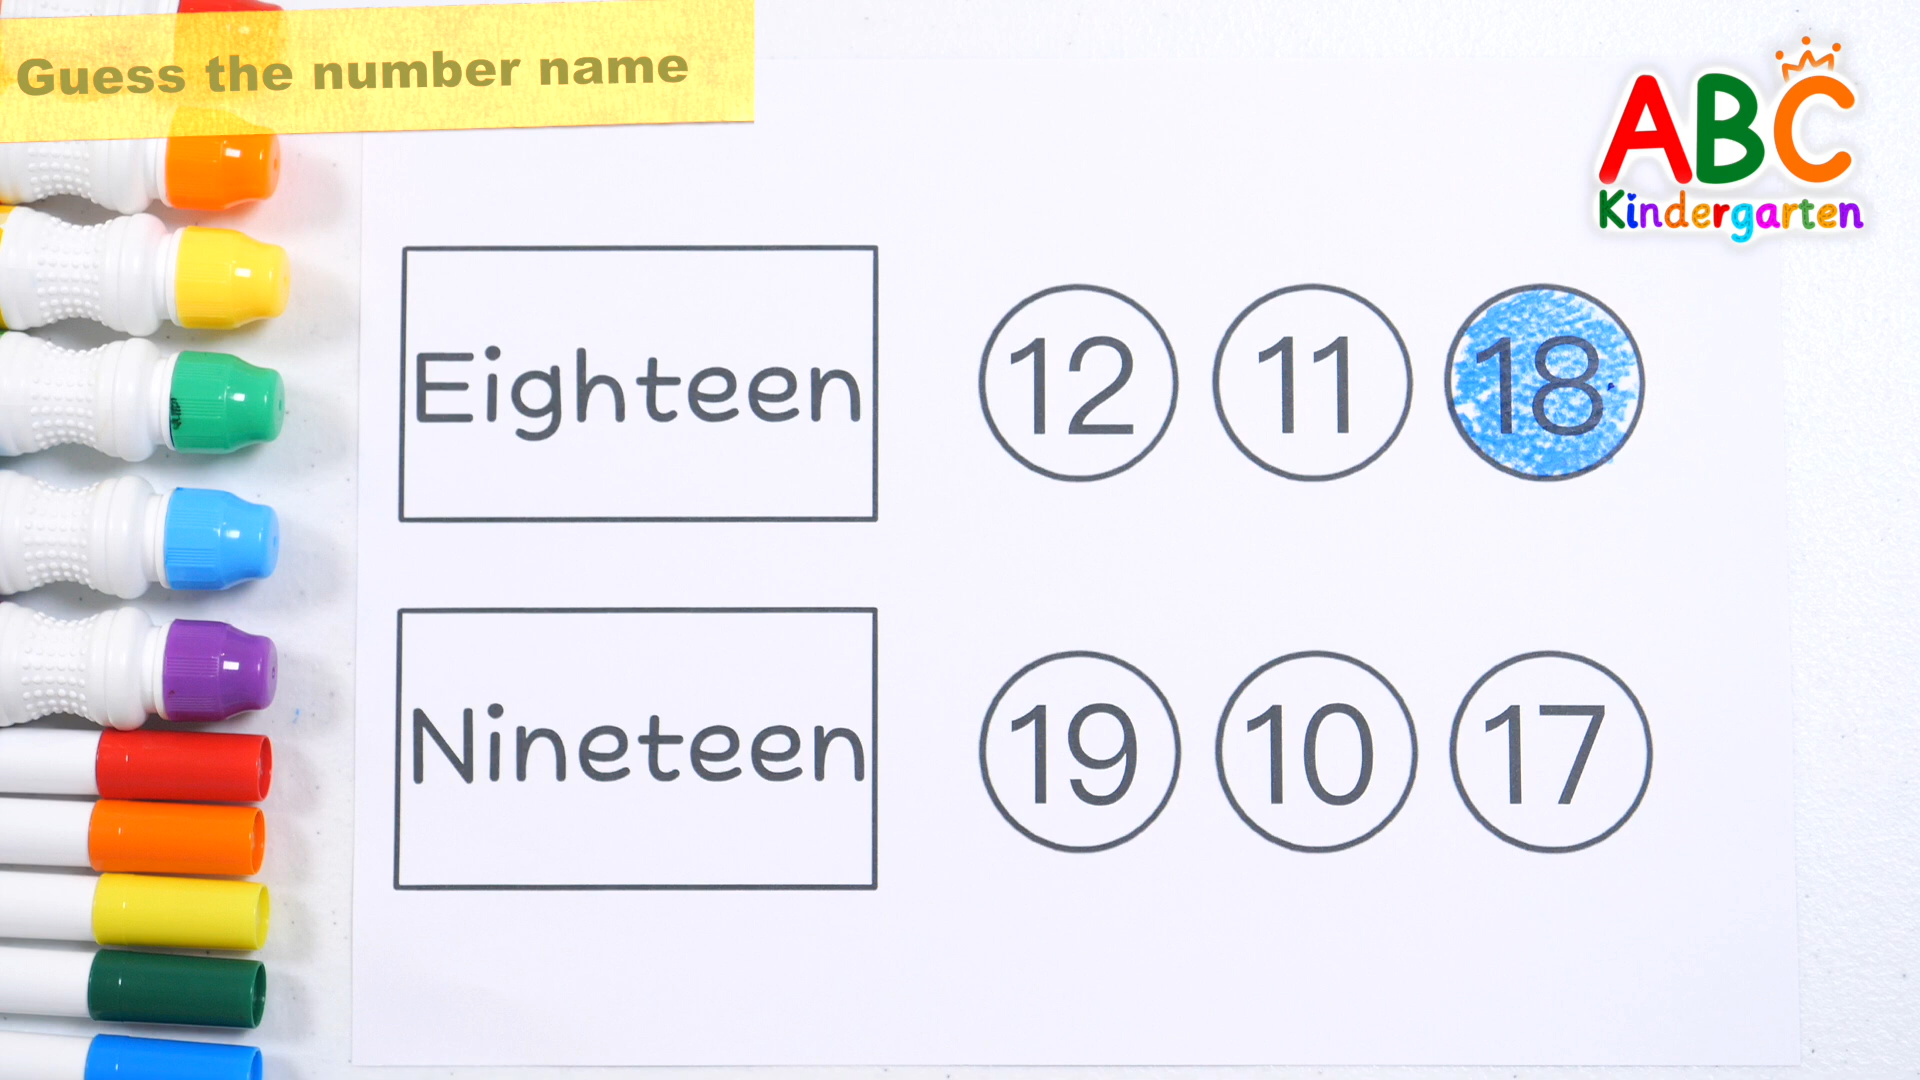 Guess the number name
ABC
Kindergarten
Eighteen 12 11 18
Nineteen 19 10 17